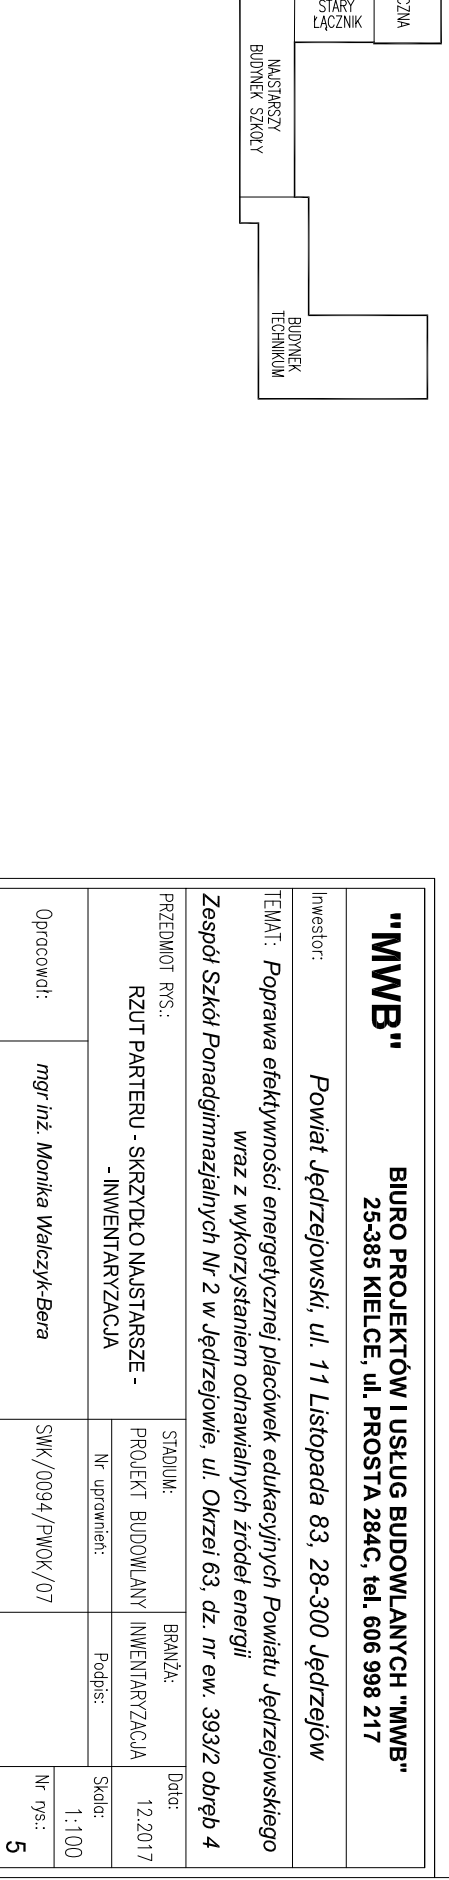 CZNA
STARY
ŁĄCZNIK
NAJSTARSZY
BUDYNEK SZKOŁY
BUDYNEK
TECHNIKUM
"MWB"
BIURO PROJEKTÓW I USŁUG BUDOWLANYCH "MWB"
25-385 KIELCE, ul. PROSTA 284C, tel. 606 998 217
Inwestor:
Powiat Jędrzejowski, ul. 11 Listopada 83, 28-300 Jędrzejów
TEMAT: Poprawa efektywności energetycznej placówek edukacyjnych Powiatu Jędrzejowskiego
wraz z wykorzystaniem odnawialnych źródeł energii
Zespół Szkół Ponadgimnazjalnych Nr 2 w Jędrzejowie, ul. Okrzei 63, dz. nr ew. 393/2 obręb 4
PRZEDMIOT RYS.:
RZUT PARTERU - SKRZYDŁO NAJSTARSZE -
- INWENTARYZACJA
STADIUM:
PROJEKT BUDOWLANY
BRANŻA:
INWENTARYZACJA
Data:
12.2017
Nr uprawnień:
Podpis:
Skala:
1:100
Opracował:
mgr inż. Monika Walczyk-Bera
SWK/0094/PWOK/07
Nr rys.:
5